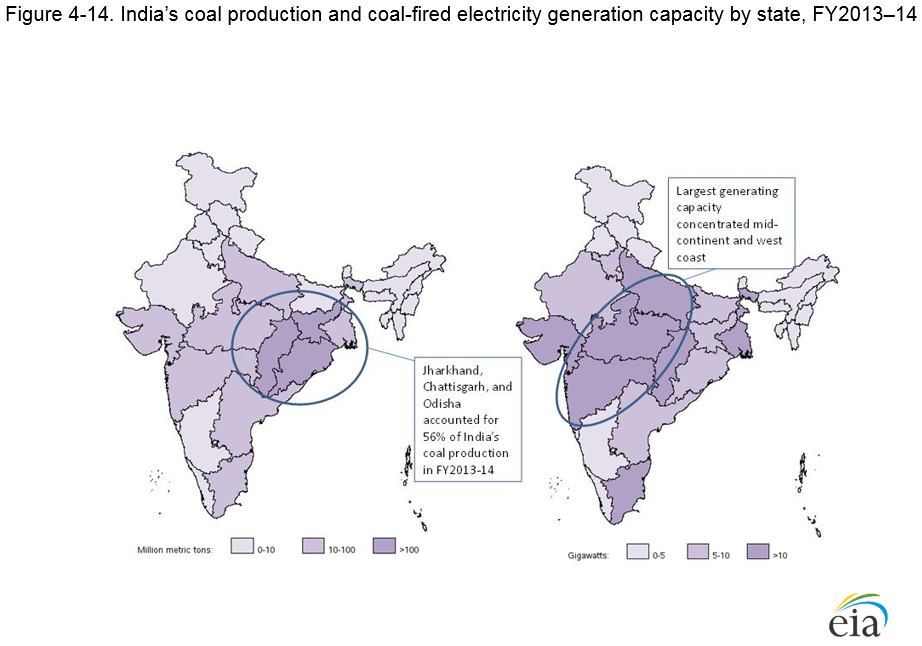 Figure 4-14. India’s coal production and coal-fired electricity generation capacity by state, FY2013–14
Largest generating
capacity
concentrated mid-
continent and west
coast
Jharkhand,
Chattisgarh, and
Odisha
accounted for
56% of India’s
coal production
in FY2013-14
Million metric tons: 0-10 10-100 >100
Gigawatts: 0-5 5-10 >10
eia